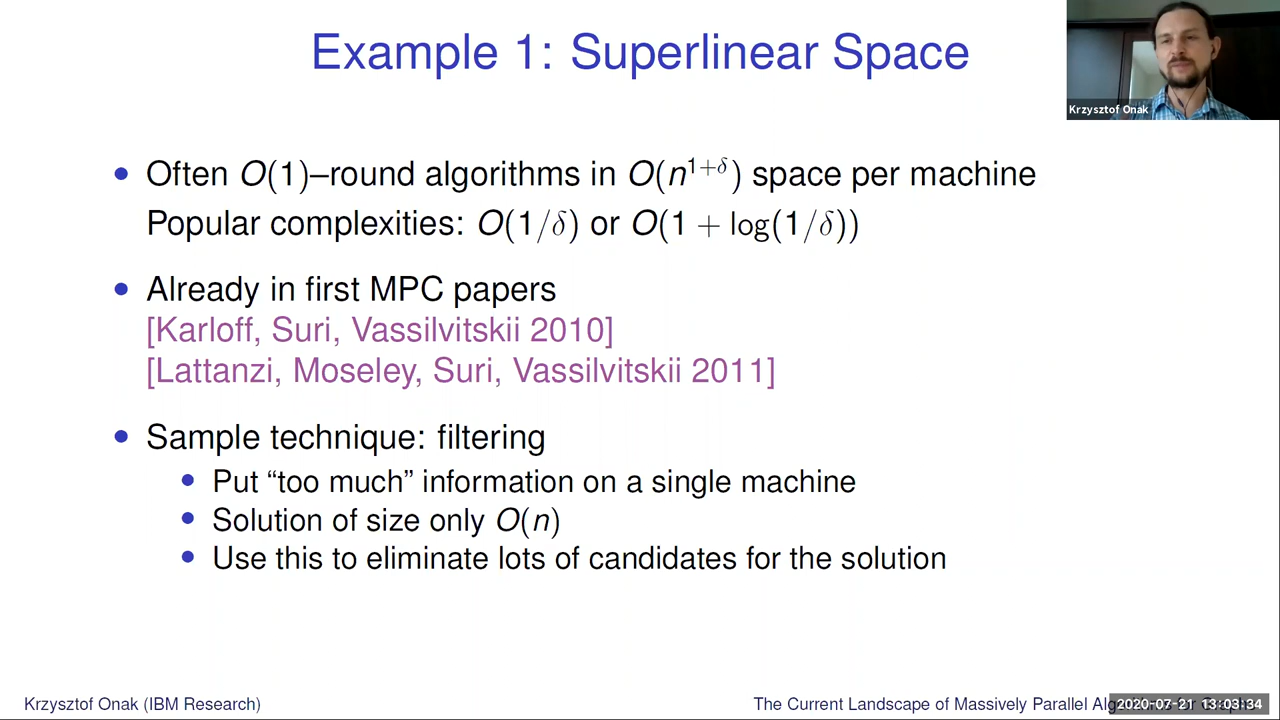 Example 1: Superlinear Space
Krzysztof Onak
• Often O(1)–round algorithms in O(n^{1+δ}) space per machine
Popular complexities: O(1/δ) or O(1 + log(1/δ))
• Already in first MPC papers
[Karloff, Suri, Vassilvitskii 2010]
[Lattanzi, Moseley, Suri, Vassilvitskii 2011]
• Sample technique: filtering
• Put “too much” information on a single machine
• Solution of size only O(n)
• Use this to eliminate lots of candidates for the solution
Krzysztof Onak (IBM Research)
The Current Landscape of Massively Parallel
2020-07-21 13:03:34